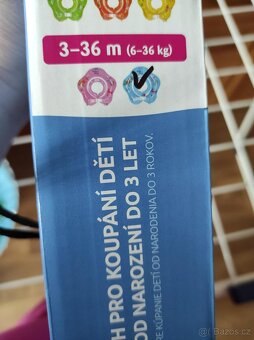 3–36 m (6–36 kg)
H PRO KOUPÁNÍ DĚTÍ
OD NAROZENÍ DO 3 LET
RE KÚPANIE DETÍ OD NARODENIA DO 3 ROKOV.
Bazos.cz